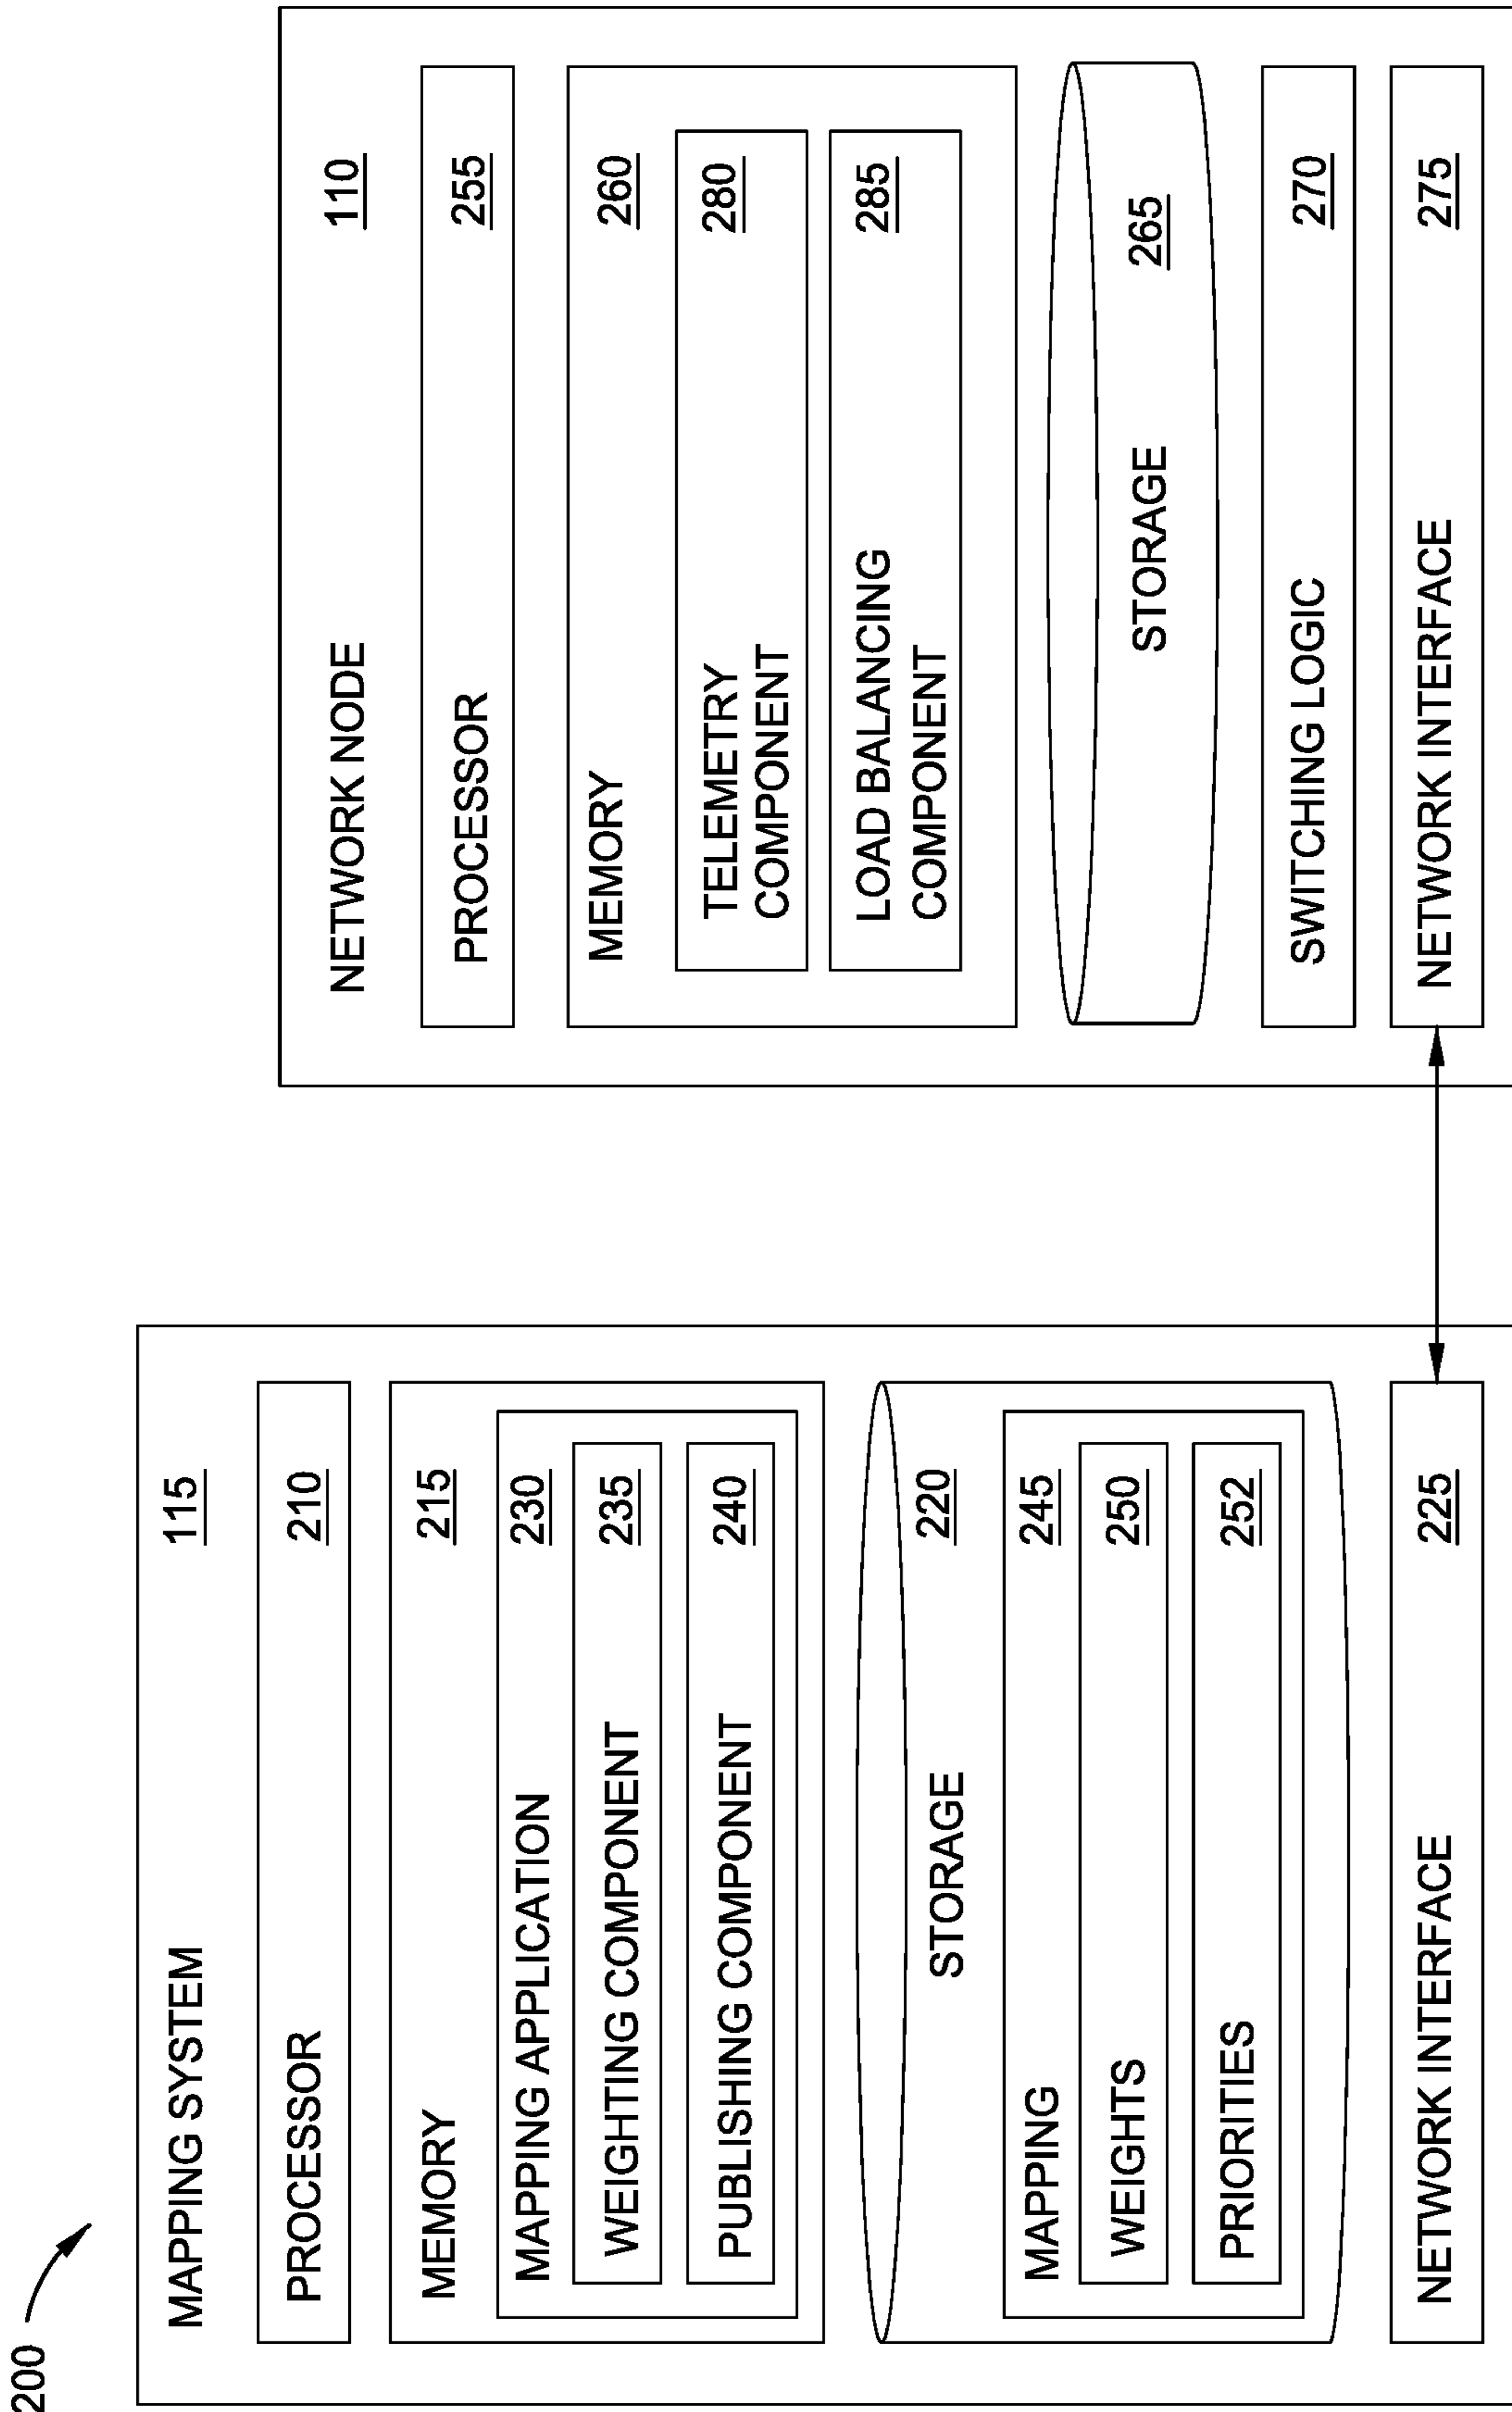 200
MAPPING SYSTEM 115
PROCESSOR 210
MEMORY 215
MAPPING APPLICATION 230
WEIGHTING COMPONENT 235
PUBLISHING COMPONENT 240
STORAGE 220
MAPPING 245
WEIGHTS 250
PRIORITIES 252
NETWORK INTERFACE 225
NETWORK NODE 110
PROCESSOR 255
MEMORY 260
TELEMETRY 280
COMPONENT
LOAD BALANCING 285
COMPONENT
STORAGE 265
SWITCHING LOGIC 270
NETWORK INTERFACE 275